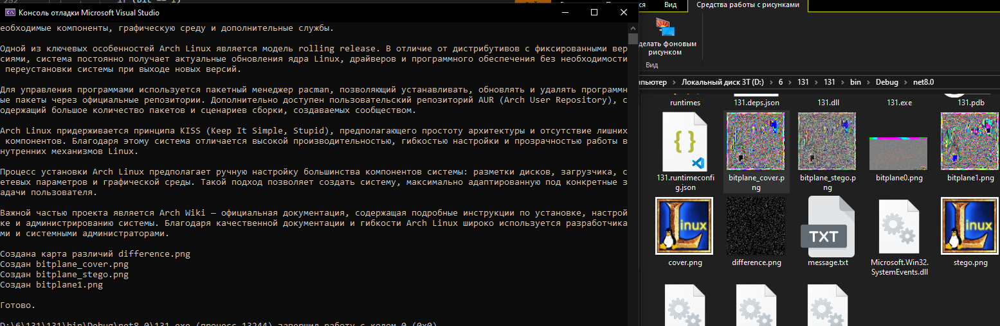 Консоль отладки Microsoft Visual Studio
еобходимые компоненты, графическую среду и дополнительные службы.
Одной из ключевых особенностей Arch Linux является модель rolling release. В отличие от дистрибутивов с фиксированными вер
сиями, система постоянно получает актуальные обновления ядра Linux, драйверов и программного обеспечения без необходимости
переустановки системы при выходе новых версий.
Для управления программами используется пакетный менеджер pacman, позволяющий устанавливать, обновлять и удалять программн
ые пакеты через официальные репозитории. Дополнительно доступен пользовательский репозиторий AUR (Arch User Repository), с
одержащий большое количество пакетов и сценариев сборки, создаваемых сообществом.
Arch Linux придерживается принципа KISS (Keep It Simple, Stupid), предполагающего простоту архитектуры и отсутствие лишних
компонентов. Благодаря этому система отличается высокой производительностью, гибкостью настройки и прозрачностью работы в
нутренних механизмов Linux.
Процесс установки Arch Linux предполагает ручную настройку большинства компонентов системы: разметки дисков, загрузчика, с
етевых параметров и графической среды. Такой подход позволяет создать систему, максимально адаптированную под конкретные з
адачи пользователя.
Важной частью проекта является Arch Wiki — официальная документация, содержащая подробные инструкции по установке, настрой
ке и администрированию системы. Благодаря качественной документации и гибкости Arch Linux широко используется разработчика
ми и системными администраторами.
Создана карта различий difference.png
Создан bitplane_cover.png
Создан bitplane_stego.png
Создан bitplane1.png
Готово.
D:\6\131\131\bin\Debug\net8.0\131.exe (процесс 13244) завершил работу с кодом 0 (0x0)
ся Вид Средства работы с рисунками
делать фоновым
рисунком
Вид
мпьютер > Локальный диск 3T (D:) > 6 > 131 > 131 > bin > Debug > net8.0
runtimes 131.deps.json 131.dll 131.exe 131.pdb
131.runtimeconfi
g.json
bitplane_cover.p
ng
bitplane_stego.p
ng
bitplane0.png
bitplane1.png
Linux
TXT
Linux
cover.png
difference.png
message.txt
Microsoft.Win32.
SystemEvents.dll
stego.png